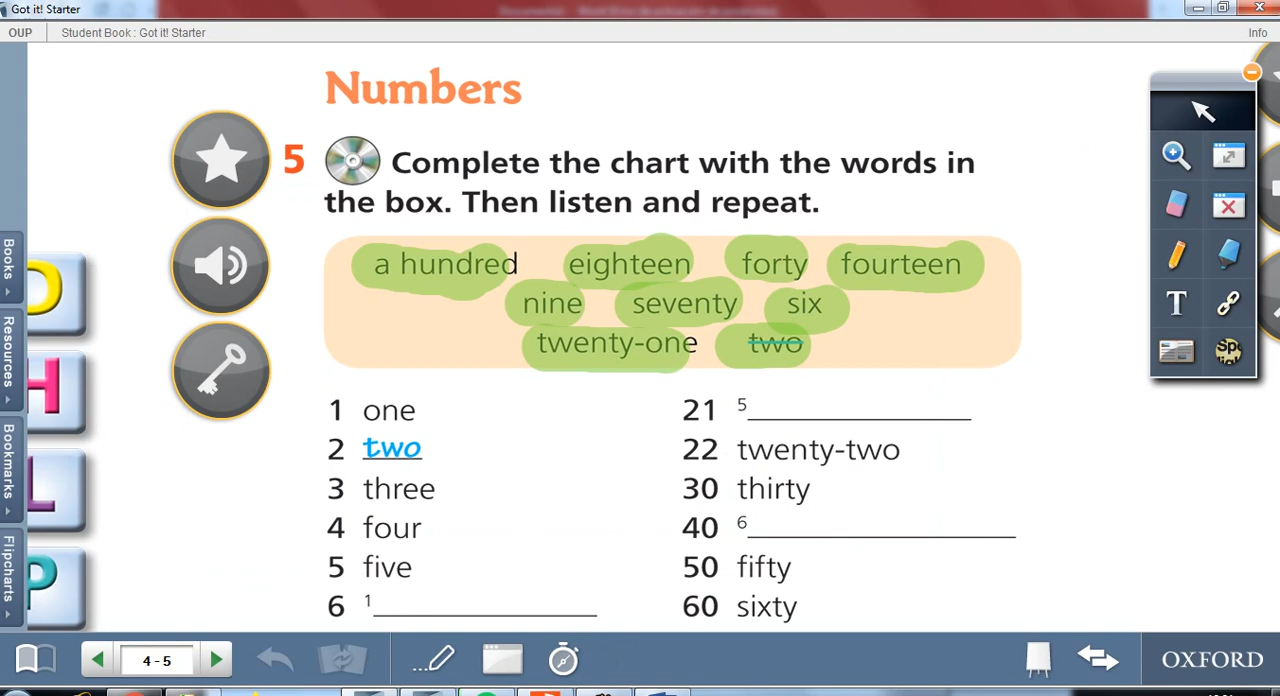 Got it! Starter
OUP Student Book : Got it! Starter Info
Numbers
5 Complete the chart with the words in
the box. Then listen and repeat.
a hundred eighteen forty fourteen
nine seventy six
twenty-one two
1 one
2 two
3 three
4 four
5 five
6 1
21 5
22 twenty-two
30 thirty
40 6
50 fifty
60 sixty
Books
Resources
Bookmarks
Flipcharts
D
H
L
P
T
4 - 5
OXFORD